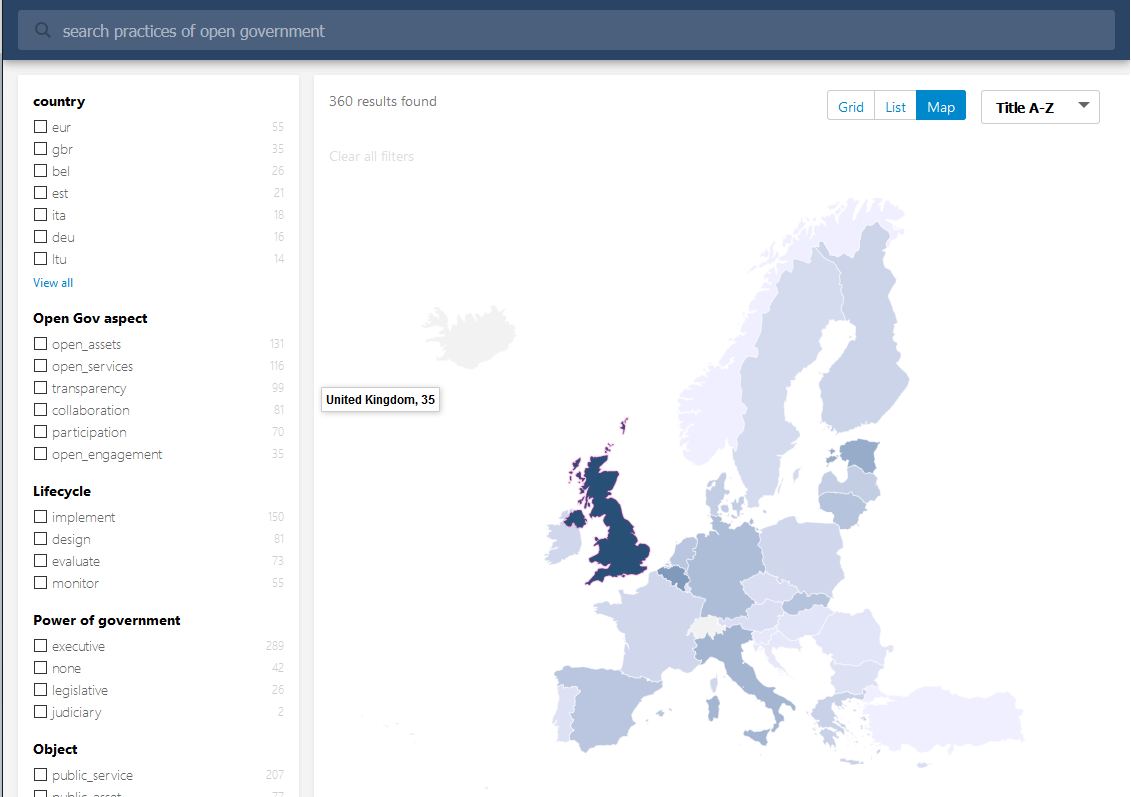 search practices of open government
country
eur 55
gbr 35
bel 26
est 21
ita 18
deu 16
ltu 14
View all
Open Gov aspect
open_assets 131
open_services 116
transparency 99
collaboration 81
participation 70
open_engagement 35
Lifecycle
implement 150
design 81
evaluate 73
monitor 55
Power of government
executive 289
none 42
legislative 26
judiciary 2
Object
public_service 207
public_asset 77
360 results found
Grid List Map
Title A-Z
Clear all filters
United Kingdom, 35